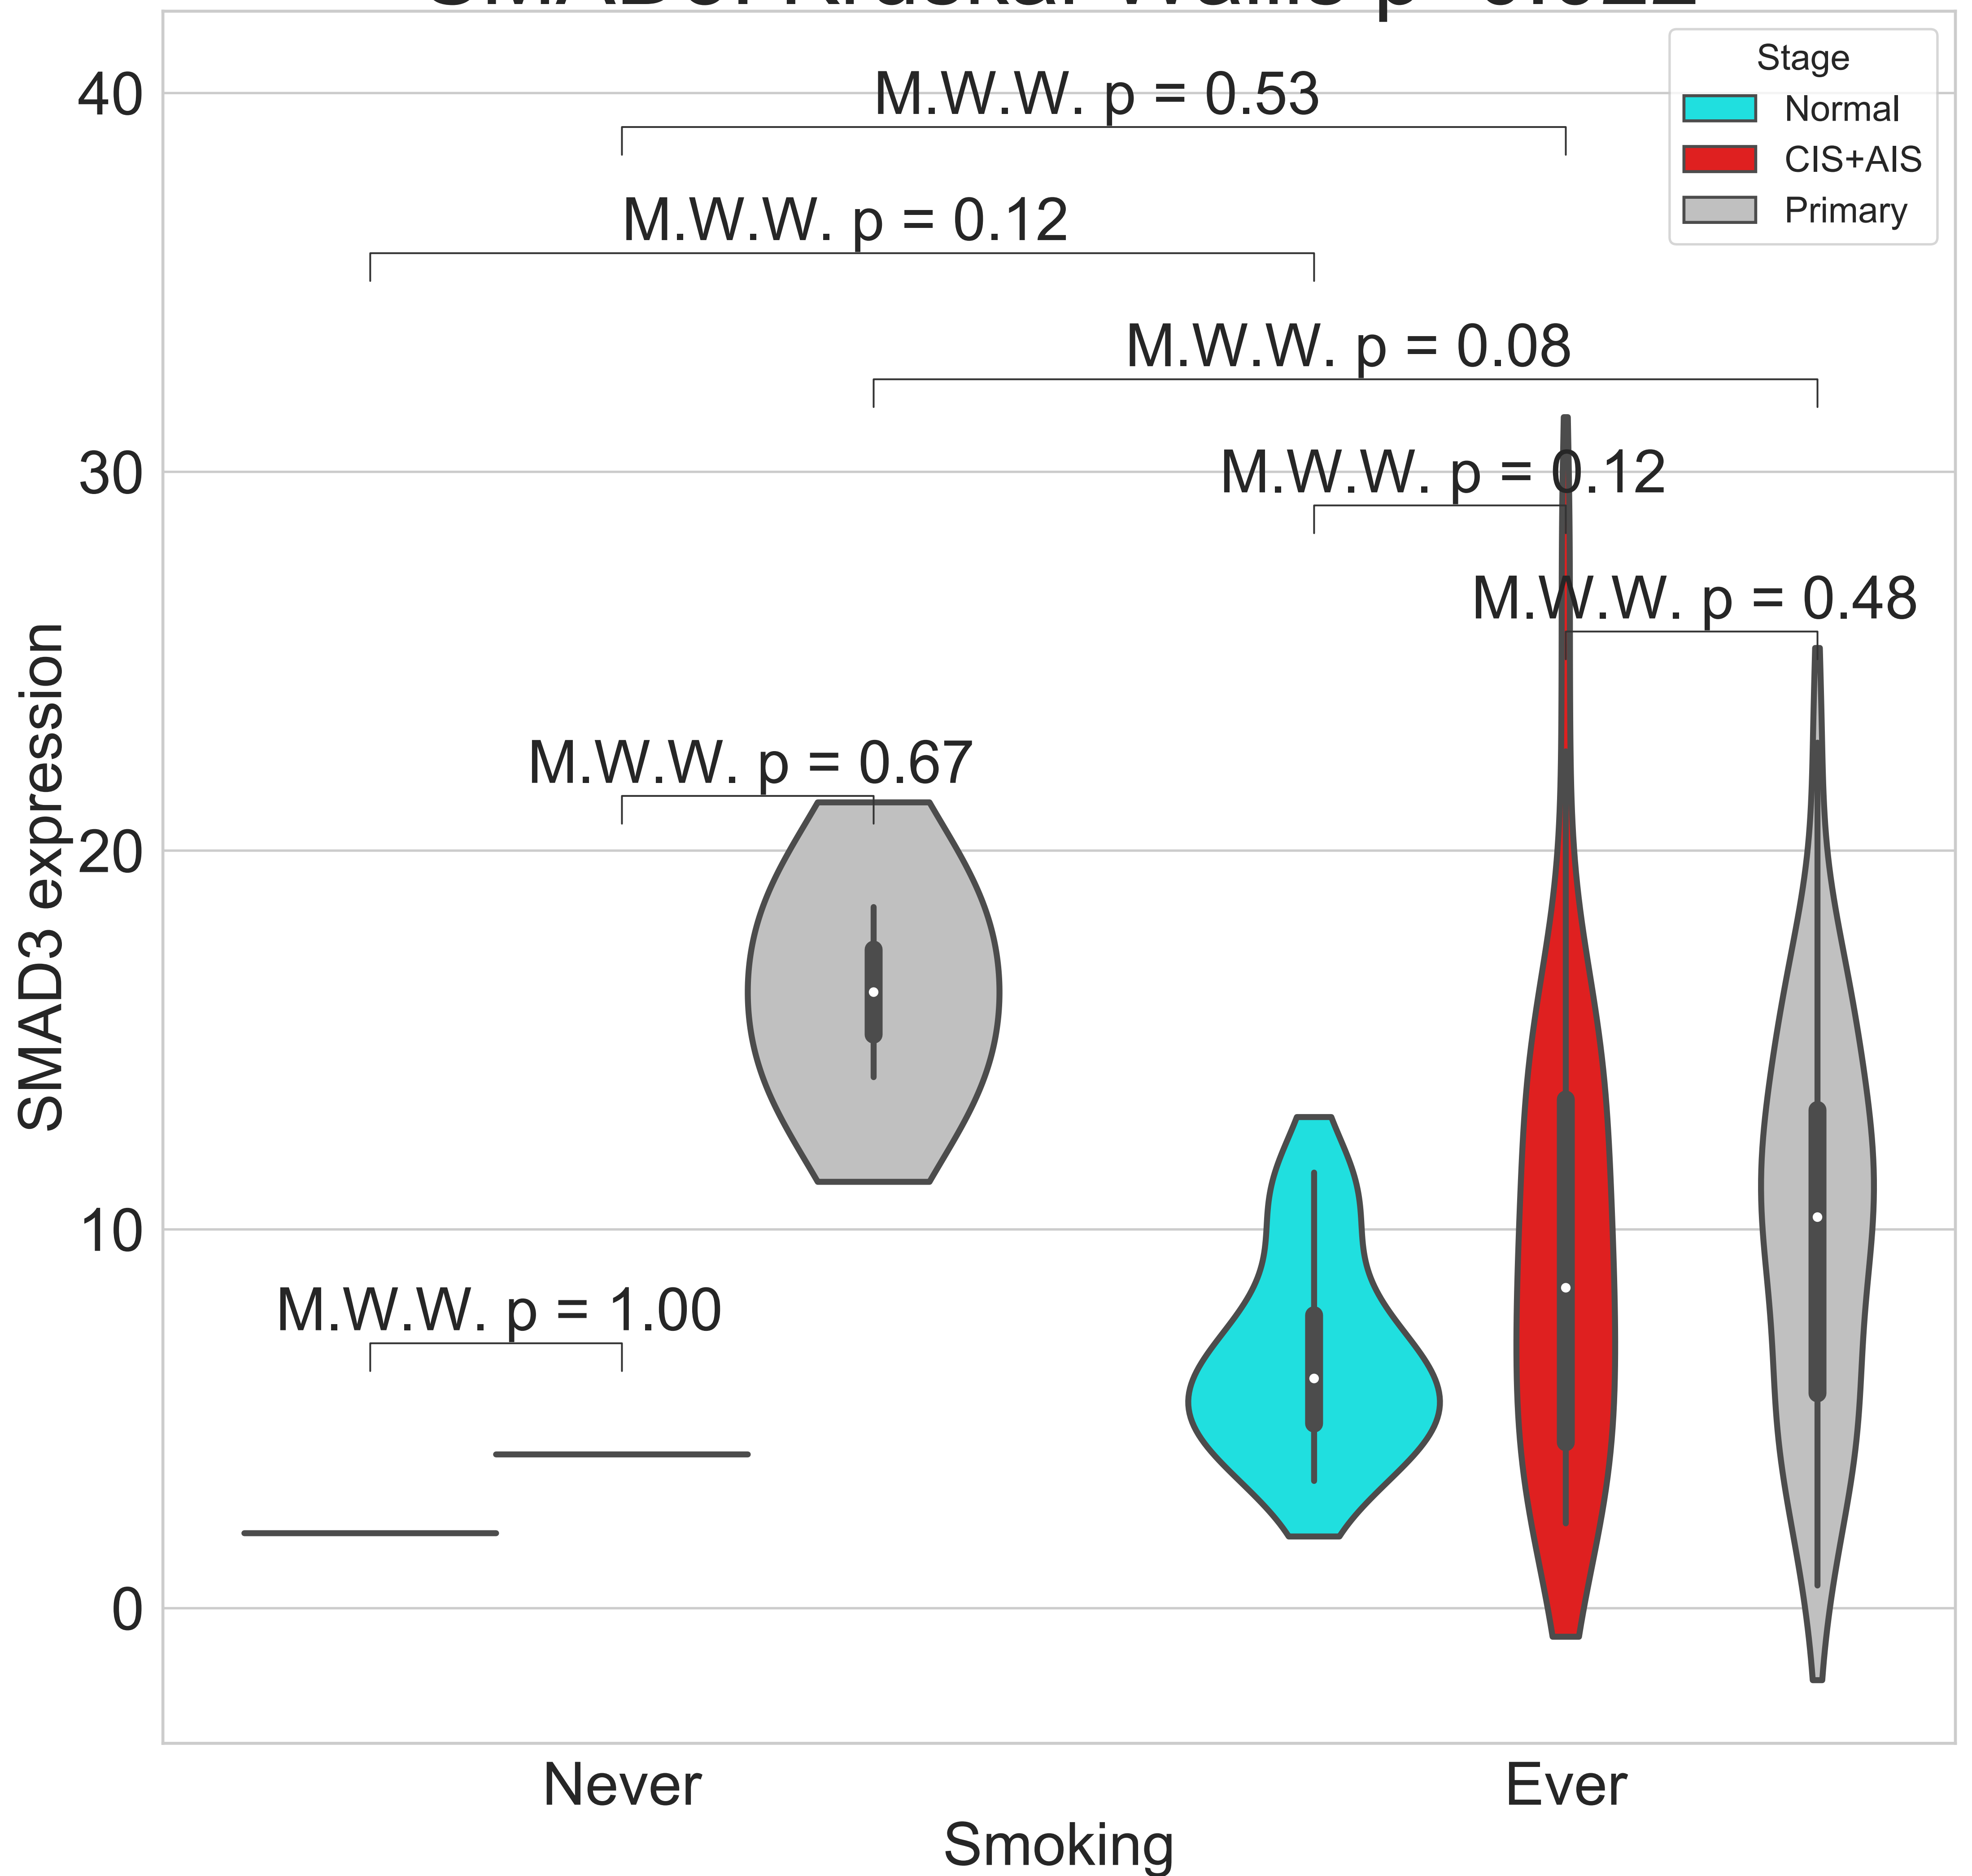 Stage
Normal
CIS+AIS
Primary
M.W.W. p = 0.53
M.W.W. p = 0.12
M.W.W. p = 0.08
M.W.W. p = 0.12
M.W.W. p = 0.48
M.W.W. p = 0.67
M.W.W. p = 1.00
40
30
20
10
0
SMAD3 expression
Never
Ever
Smoking